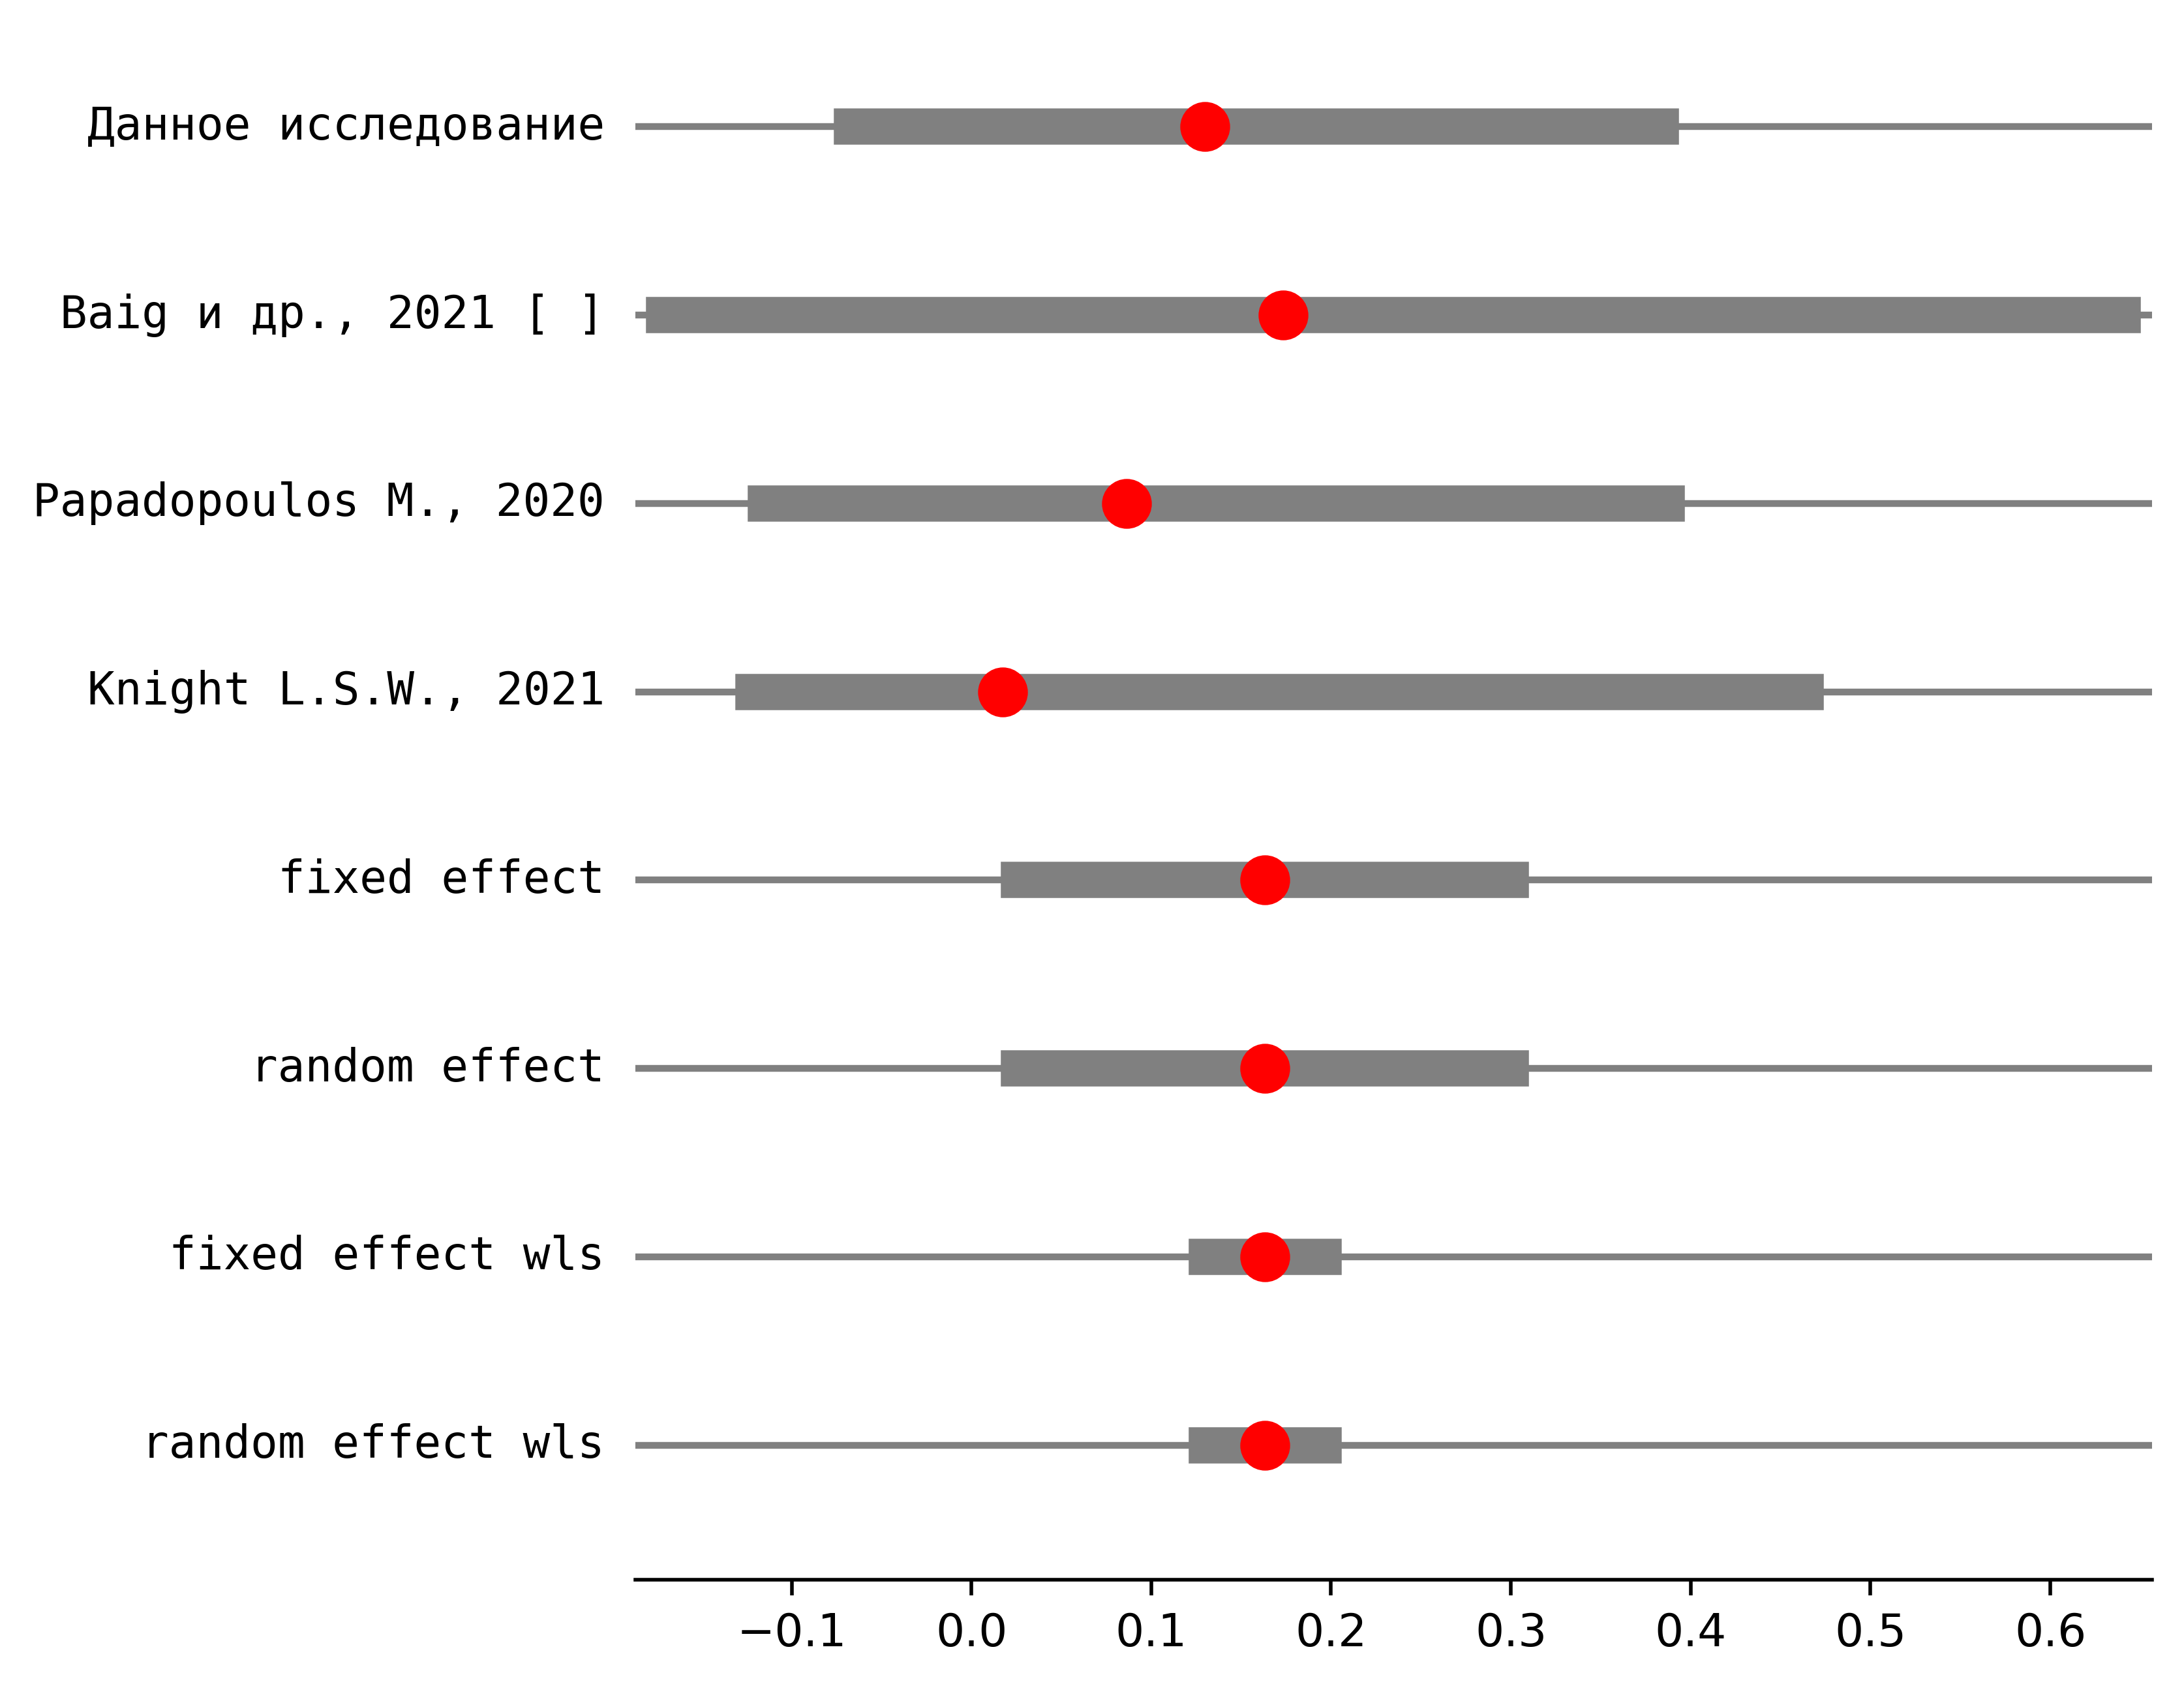 Данное исследование
Baig и др., 2021 [ ]
Papadopoulos M., 2020
Knight L.S.W., 2021
fixed effect
random effect
fixed effect wls
random effect wls
−0.1 0.0 0.1 0.2 0.3 0.4 0.5 0.6